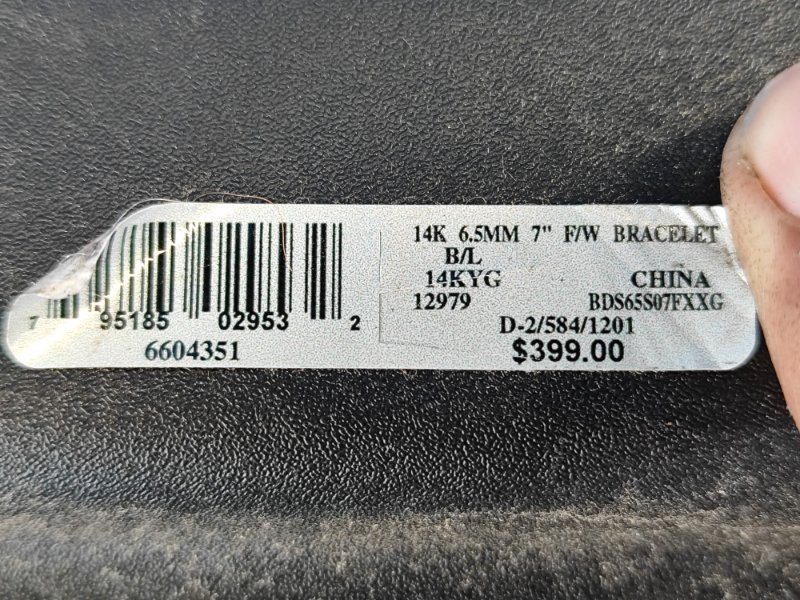 7 95185 02953 2
6604351
14K 6.5MM 7" F/W BRACELET
B/L
14KYG CHINA
12979 BDS65S07FXXG
D-2/584/1201
$399.00